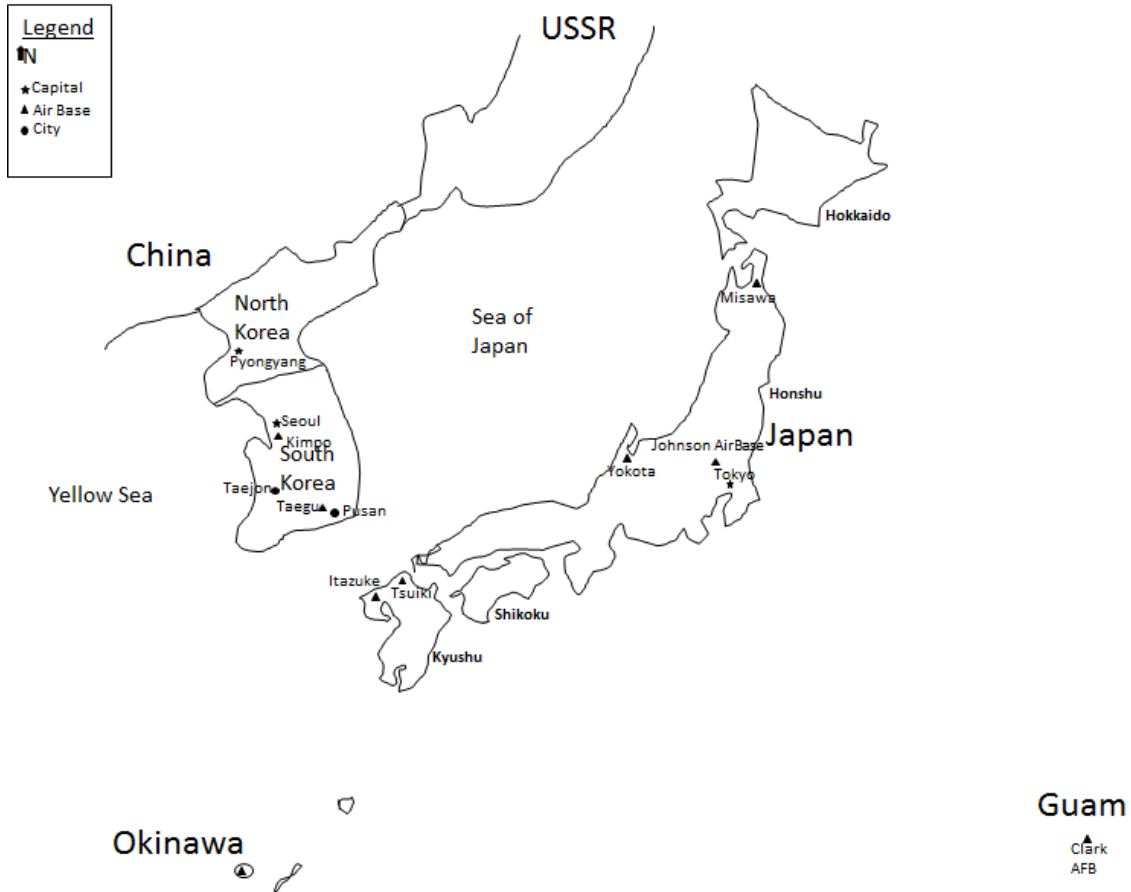 Legend
N
Capital
Air Base
City
USSR
Hokkaido
China
Misawa
North
Korea
Sea of
Japan
Pyongyang
Honshu
Seoul
Kimpo
Japan
Johnson AirBase
South
Korea
Yokota
Tokyo
Yellow Sea
Taejon
Taegu
Pusan
Itazuke
Tsuiki
Shikoku
Kyushu
Guam
Okinawa
Clark
AFB